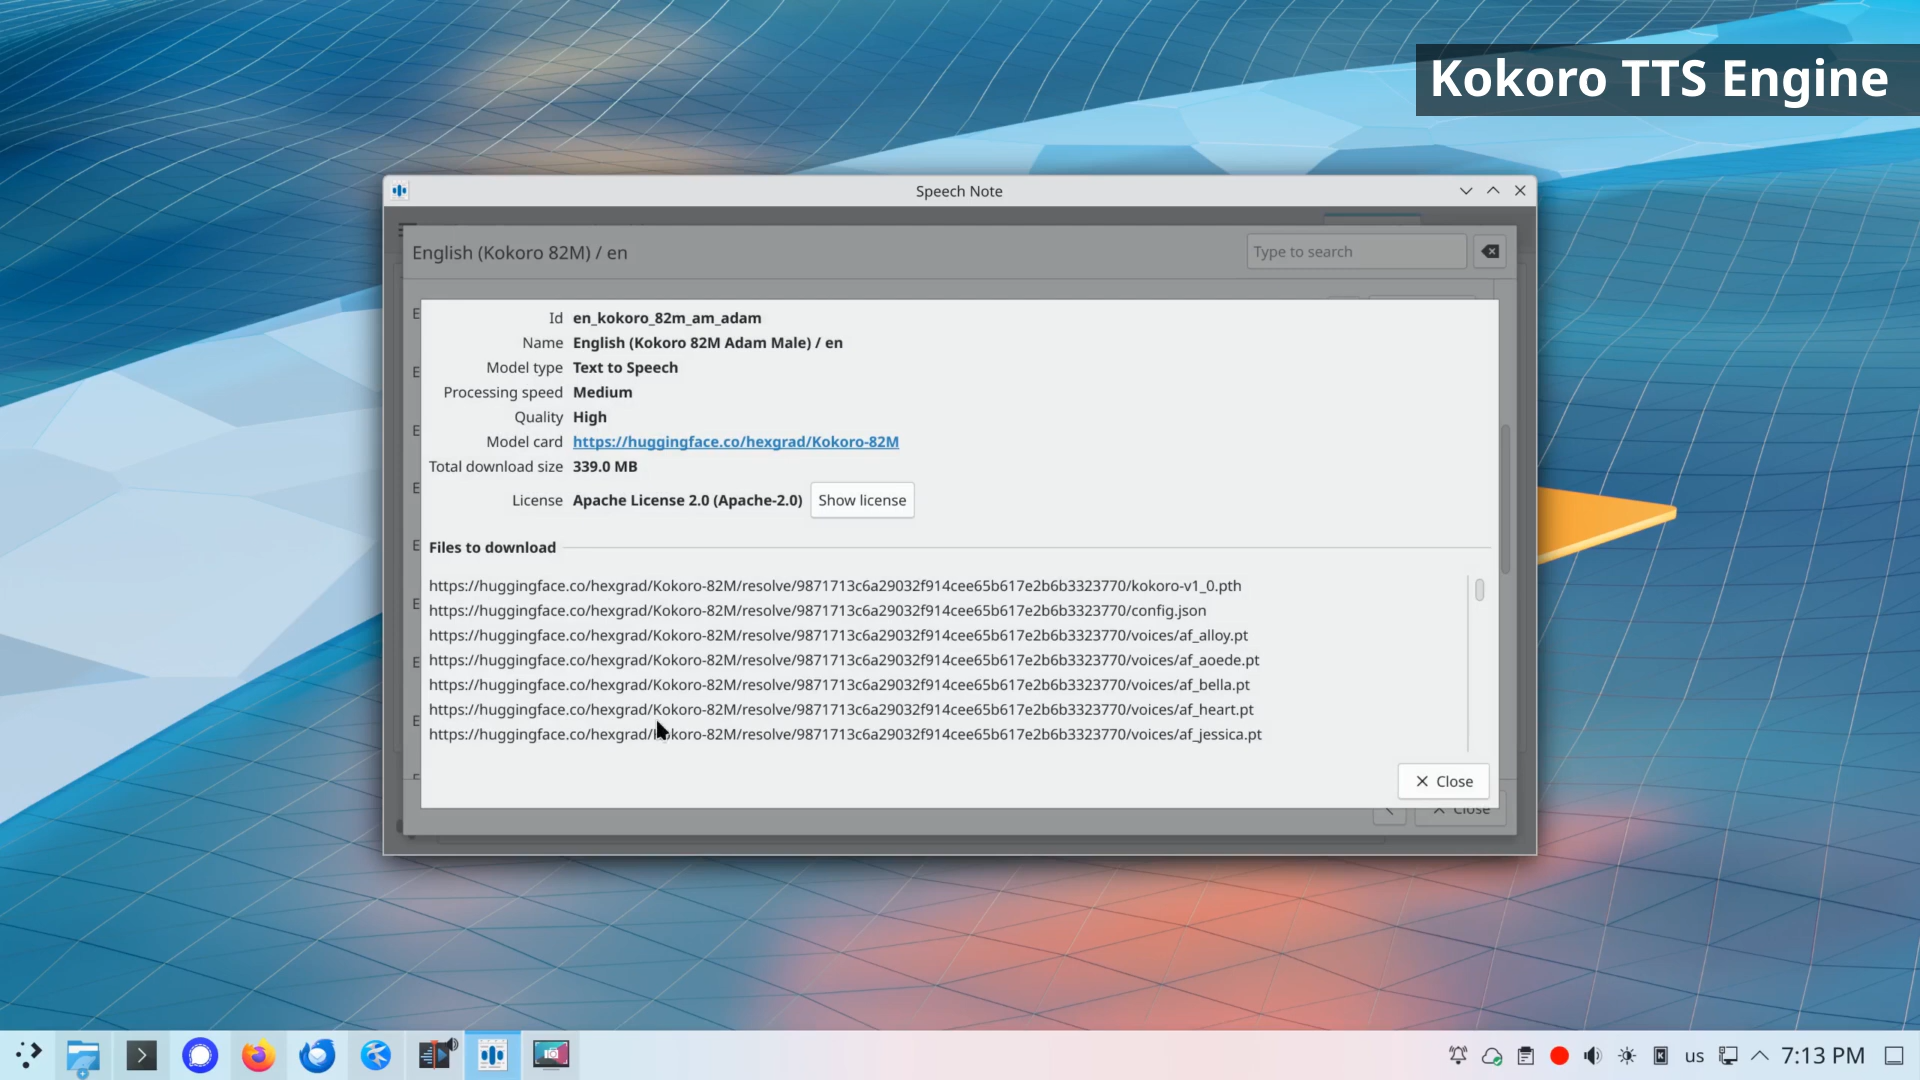 Kokoro TTS Engine
Speech Note
English (Kokoro 82M) / en
Type to search
Id en_kokoro_82m_am_adam
Name English (Kokoro 82M Adam Male) / en
Model type Text to Speech
Processing speed Medium
Quality High
Model card https://huggingface.co/hexgrad/Kokoro-82M
Total download size 339.0 MB
License Apache License 2.0 (Apache-2.0) Show license
Files to download
https://huggingface.co/hexgrad/Kokoro-82M/resolve/9871713c6a29032f914cee65b617e2b6b3323770/kokoro-v1_0.pth
https://huggingface.co/hexgrad/Kokoro-82M/resolve/9871713c6a29032f914cee65b617e2b6b3323770/config.json
https://huggingface.co/hexgrad/Kokoro-82M/resolve/9871713c6a29032f914cee65b617e2b6b3323770/voices/af_alloy.pt
https://huggingface.co/hexgrad/Kokoro-82M/resolve/9871713c6a29032f914cee65b617e2b6b3323770/voices/af_aoede.pt
https://huggingface.co/hexgrad/Kokoro-82M/resolve/9871713c6a29032f914cee65b617e2b6b3323770/voices/af_bella.pt
https://huggingface.co/hexgrad/Kokoro-82M/resolve/9871713c6a29032f914cee65b617e2b6b3323770/voices/af_heart.pt
https://huggingface.co/hexgrad/Kokoro-82M/resolve/9871713c6a29032f914cee65b617e2b6b3323770/voices/af_jessica.pt
Close
Close
us
7:13 PM